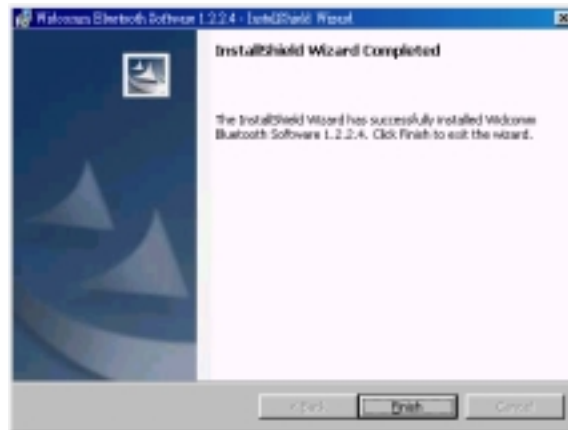 Widcomm Bluetooth Software 1.2.2.4 - InstallShield Wizard
InstallShield Wizard Completed
The InstallShield Wizard has successfully installed Widcomm
Bluetooth Software 1.2.2.4. Click Finish to exit the wizard.
< Back
Finish
Cancel